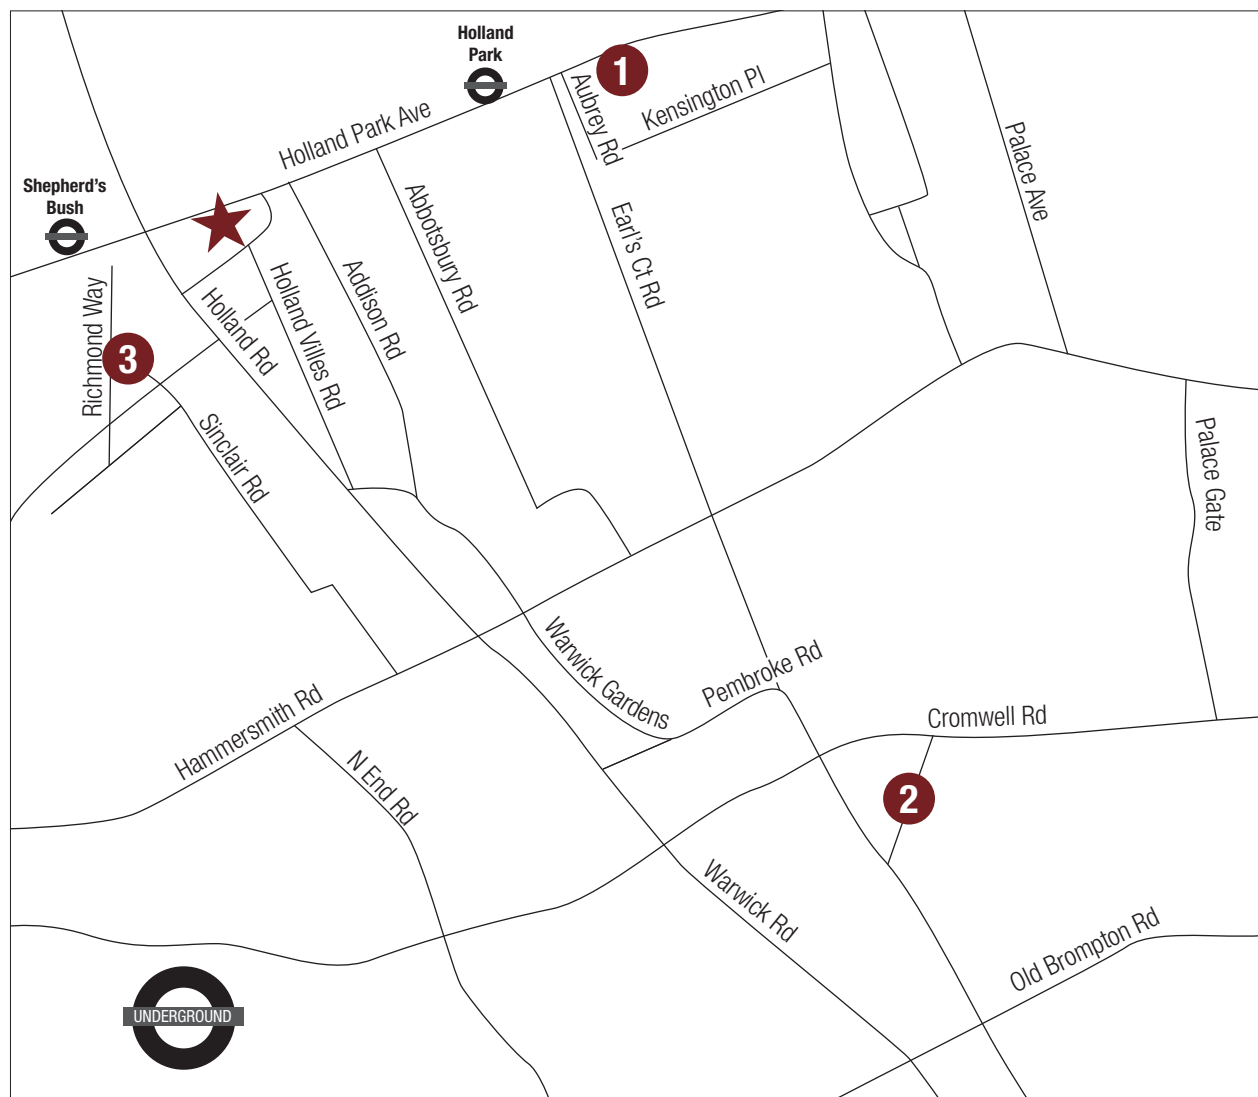 Holland
Park
1
Aubrey Rd
Kensington Pl
Holland Park Ave
Palace Ave
Shepherd's
Bush
Abbotsbury Rd
Earl's Ct Rd
Addison Rd
Holland Villes Rd
Holland Rd
Richmond Way
3
Sinclair Rd
Palace Gate
Warwick Gardens
Pembroke Rd
Hammersmith Rd
Cromwell Rd
N End Rd
2
Warwick Rd
Old Brompton Rd
UNDERGROUND